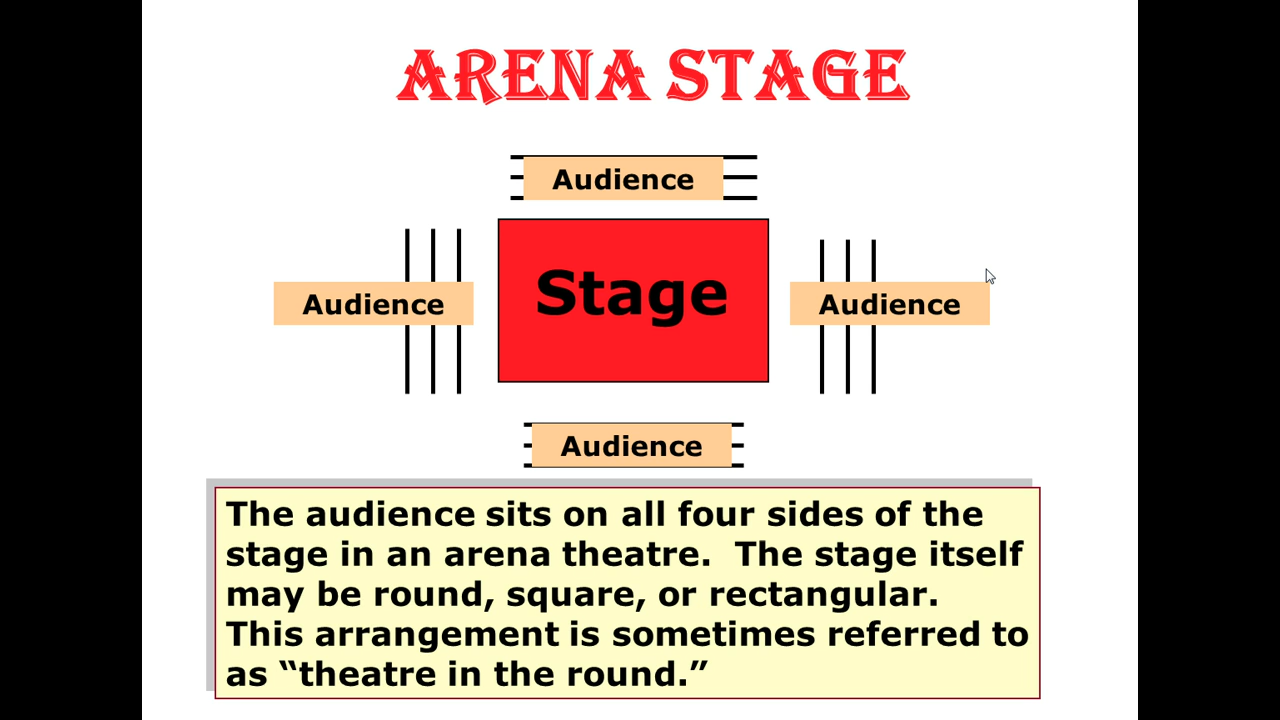 ARENA STAGE
Audience
Stage
Audience
Audience
Audience
The audience sits on all four sides of the
stage in an arena theatre.  The stage itself
may be round, square, or rectangular.
This arrangement is sometimes referred to
as “theatre in the round.”